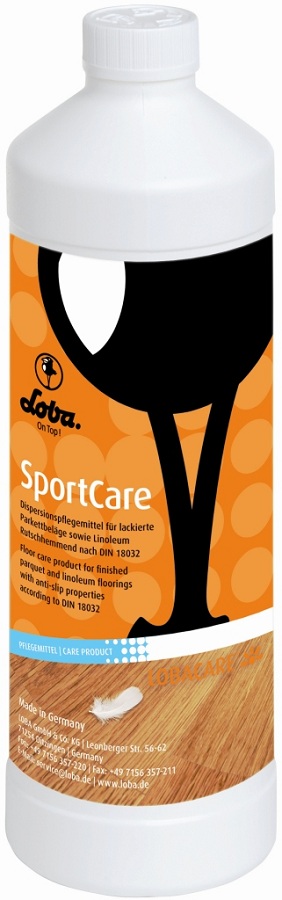 Loba.
On Top!
SportCare
Dispersionspflegemittel für lackierte
Parkettbeläge sowie Linoleum
Rutschhemmend nach DIN 18032
Floor care product for finished
parquet and linoleum floorings
with anti-slip properties
according to DIN 18032
PFLEGEMITTEL | CARE PRODUCT
LOBACARE
Made in Germany
LOBA GmbH & Co. KG | Leonberger Str. 56-62
71254 Ditzingen | Germany
Fon: +49 7156 357-220 | Fax: +49 7156 357-211
E-Mail: service@loba.de | www.loba.de